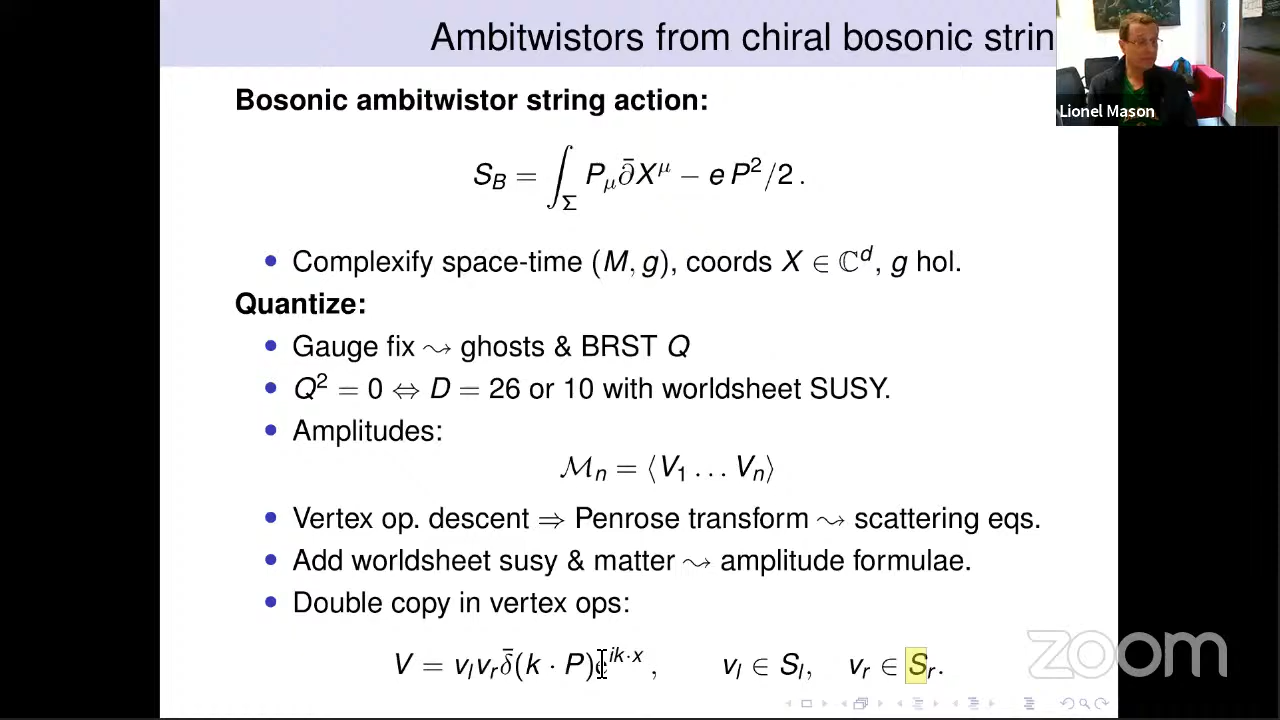 Ambitwistors from chiral bosonic strin
Lionel Mason
Bosonic ambitwistor string action:
S_B = ∫_Σ P_μ ∂̄X^μ − e P²/2 .
• Complexify space-time (M, g), coords X ∈ ℂ^d, g hol.
Quantize:
• Gauge fix ⤳ ghosts & BRST Q
• Q² = 0 ⇔ D = 26 or 10 with worldsheet SUSY.
• Amplitudes:
ℳ_n = ⟨V_1 … V_n⟩
• Vertex op. descent ⇒ Penrose transform ⤳ scattering eqs.
• Add worldsheet susy & matter ⤳ amplitude formulae.
• Double copy in vertex ops:
V = v_l v_r δ̄(k · P)e^{ik·x} , v_l ∈ S_l, v_r ∈ S_r.
zoom